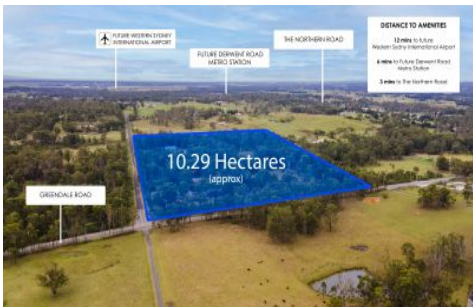 FUTURE WESTERN SYDNEY
INTERNATIONAL AIRPORT
FUTURE DERWENT ROAD
METRO STATION
THE NORTHERN ROAD
DISTANCE TO AMENITIES
12 mins to future
Western Sydny International Airport
6 mins to Future Derwent Road
Metro Station
3 mins to The Northern Road
10.29 Hectares
(approx)
GREENDALE ROAD